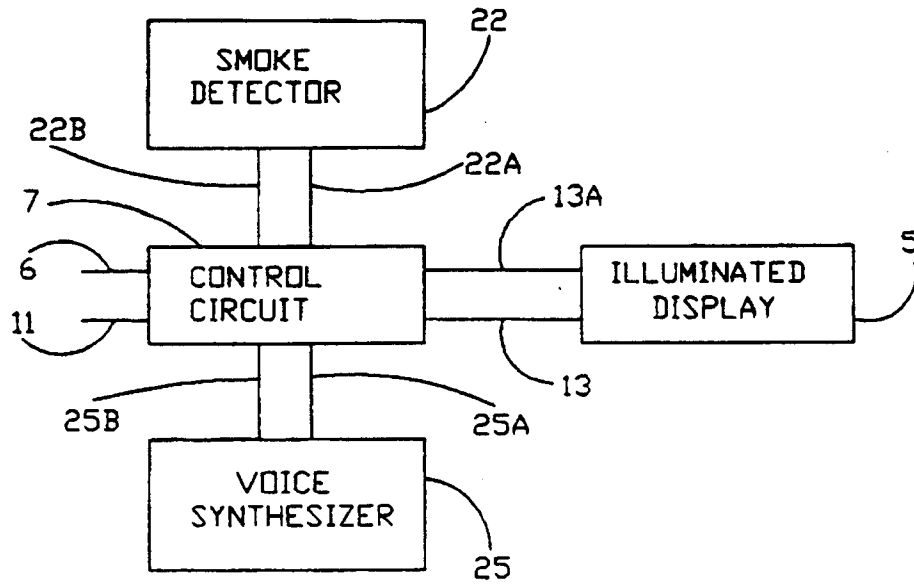 SMOKE
DETECTOR
22
22B
22A
7
13A
5
6
CONTROL
CIRCUIT
ILLUMINATED
DISPLAY
11
13
25B
25A
VOICE
SYNTHESIZER
25